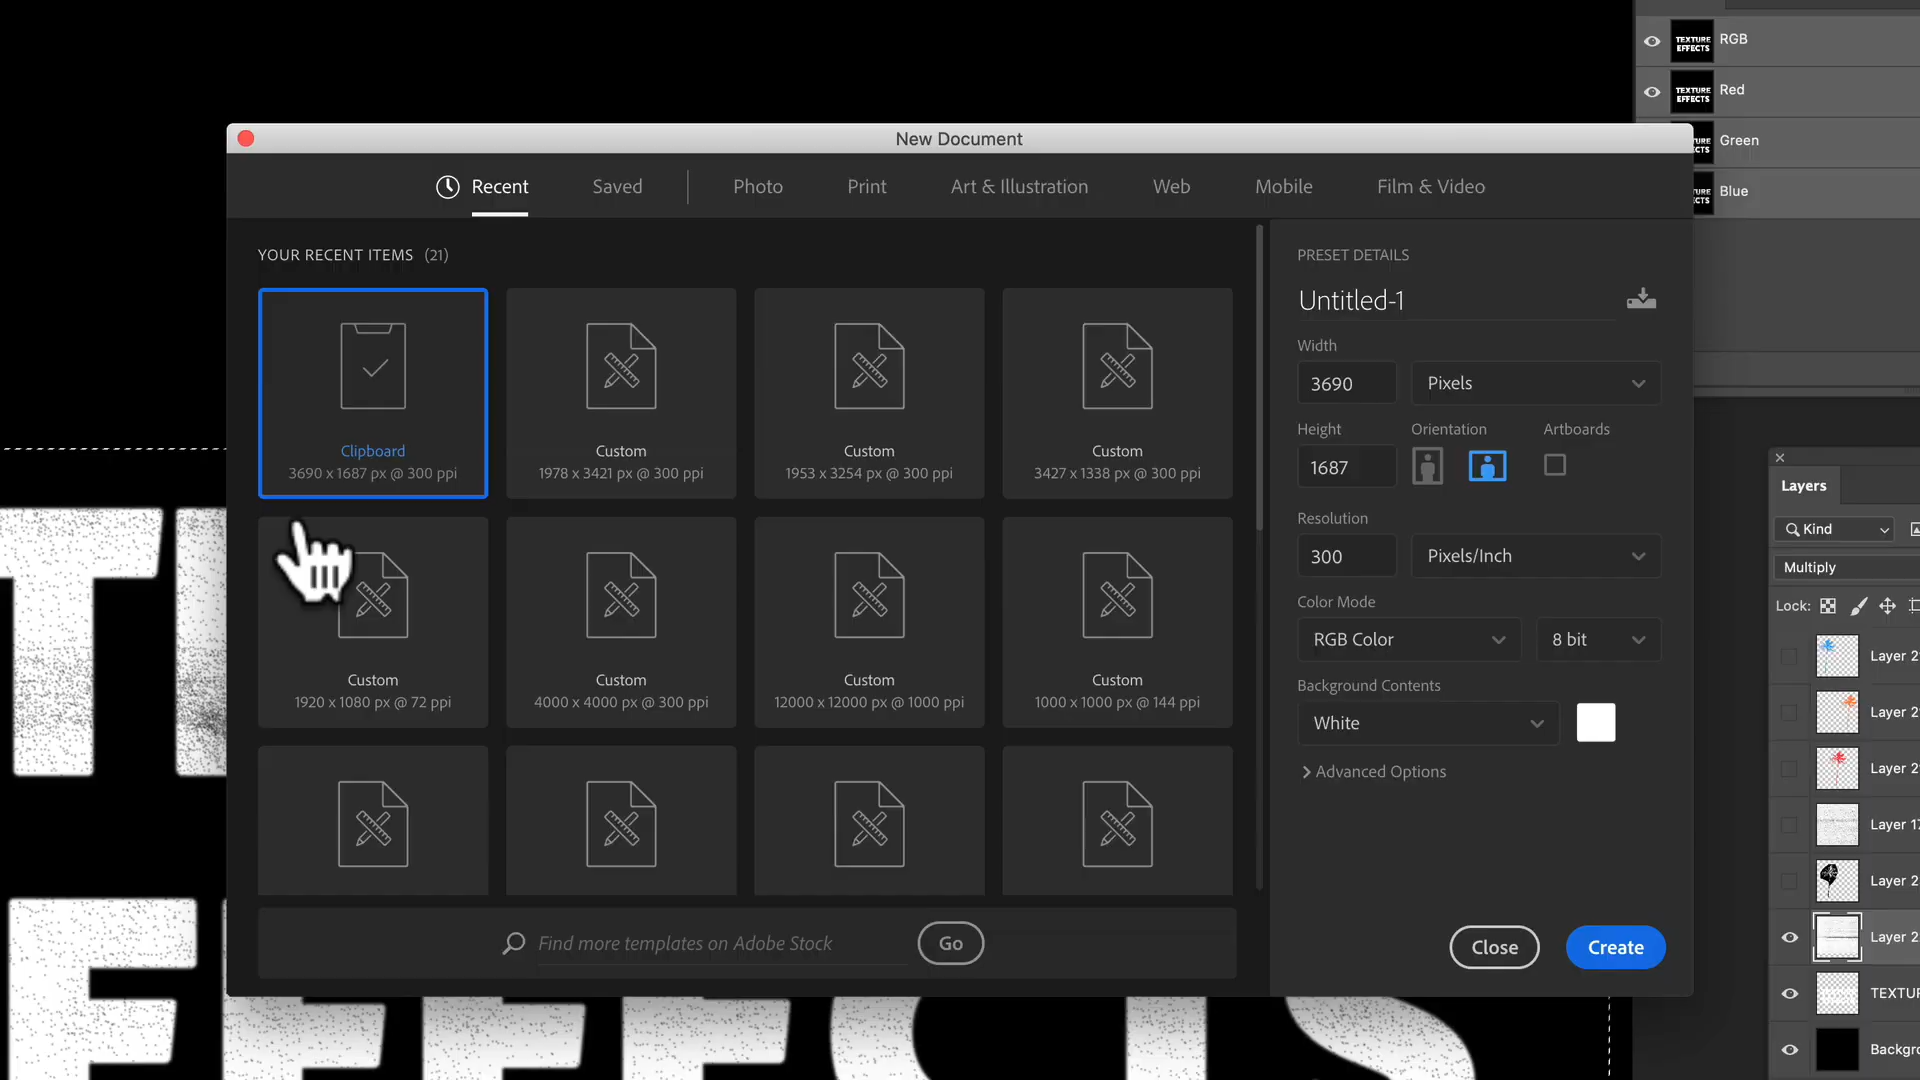 TEXTURE
EFFECTS
RGB
TEXTURE
EFFECTS
Red
New Document
Green
Recent
Saved
Photo
Print
Art & Illustration
Web
Mobile
Film & Video
Blue
YOUR RECENT ITEMS (21)
PRESET DETAILS
Untitled-1
Width
3690
Pixels
Height
Orientation
Artboards
1687
Clipboard
3690 x 1687 px @ 300 ppi
Custom
1978 x 3421 px @ 300 ppi
Custom
1953 x 3254 px @ 300 ppi
Custom
3427 x 1338 px @ 300 ppi
Resolution
300
Pixels/Inch
Color Mode
RGB Color
8 bit
Custom
1920 x 1080 px @ 72 ppi
Custom
4000 x 4000 px @ 300 ppi
Custom
12000 x 12000 px @ 1000 ppi
Custom
1000 x 1000 px @ 144 ppi
Background Contents
White
Advanced Options
Find more templates on Adobe Stock
Go
Close
Create
Layers
Kind
Multiply
Lock:
Layer 2
Layer 2
Layer 2
Layer 17
Layer 2
Layer 2
TEXTUR
Backgro
EFFECTS